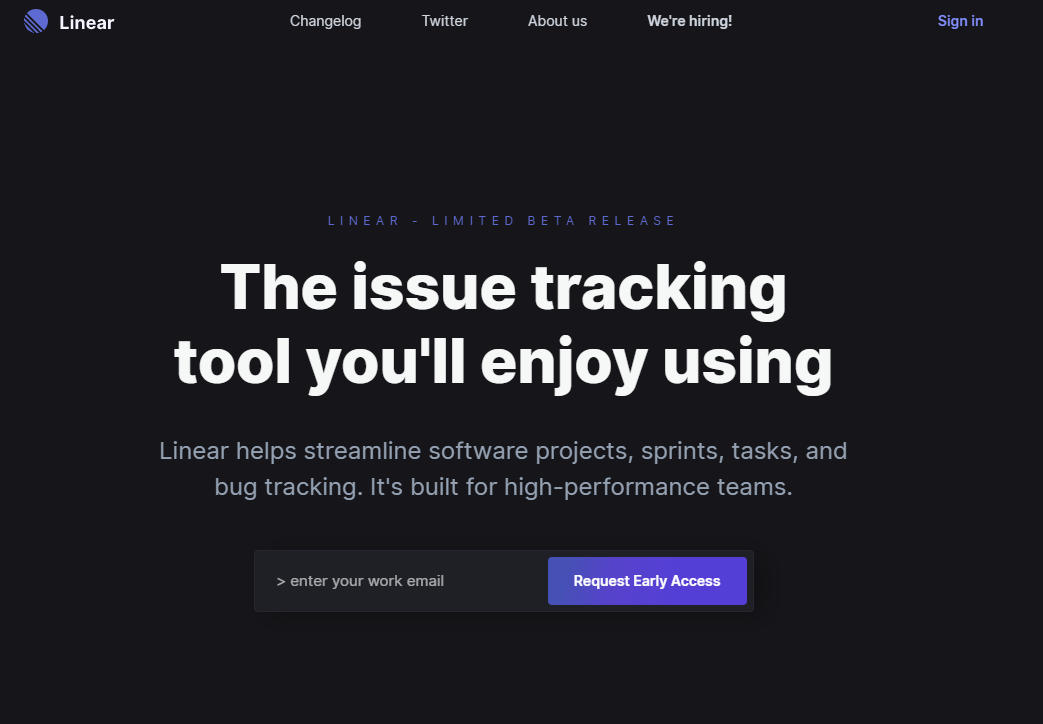 Linear Changelog Twitter About us We're hiring! Sign in
LINEAR - LIMITED BETA RELEASE
The issue tracking
tool you'll enjoy using
Linear helps streamline software projects, sprints, tasks, and
bug tracking. It's built for high-performance teams.
> enter your work email Request Early Access